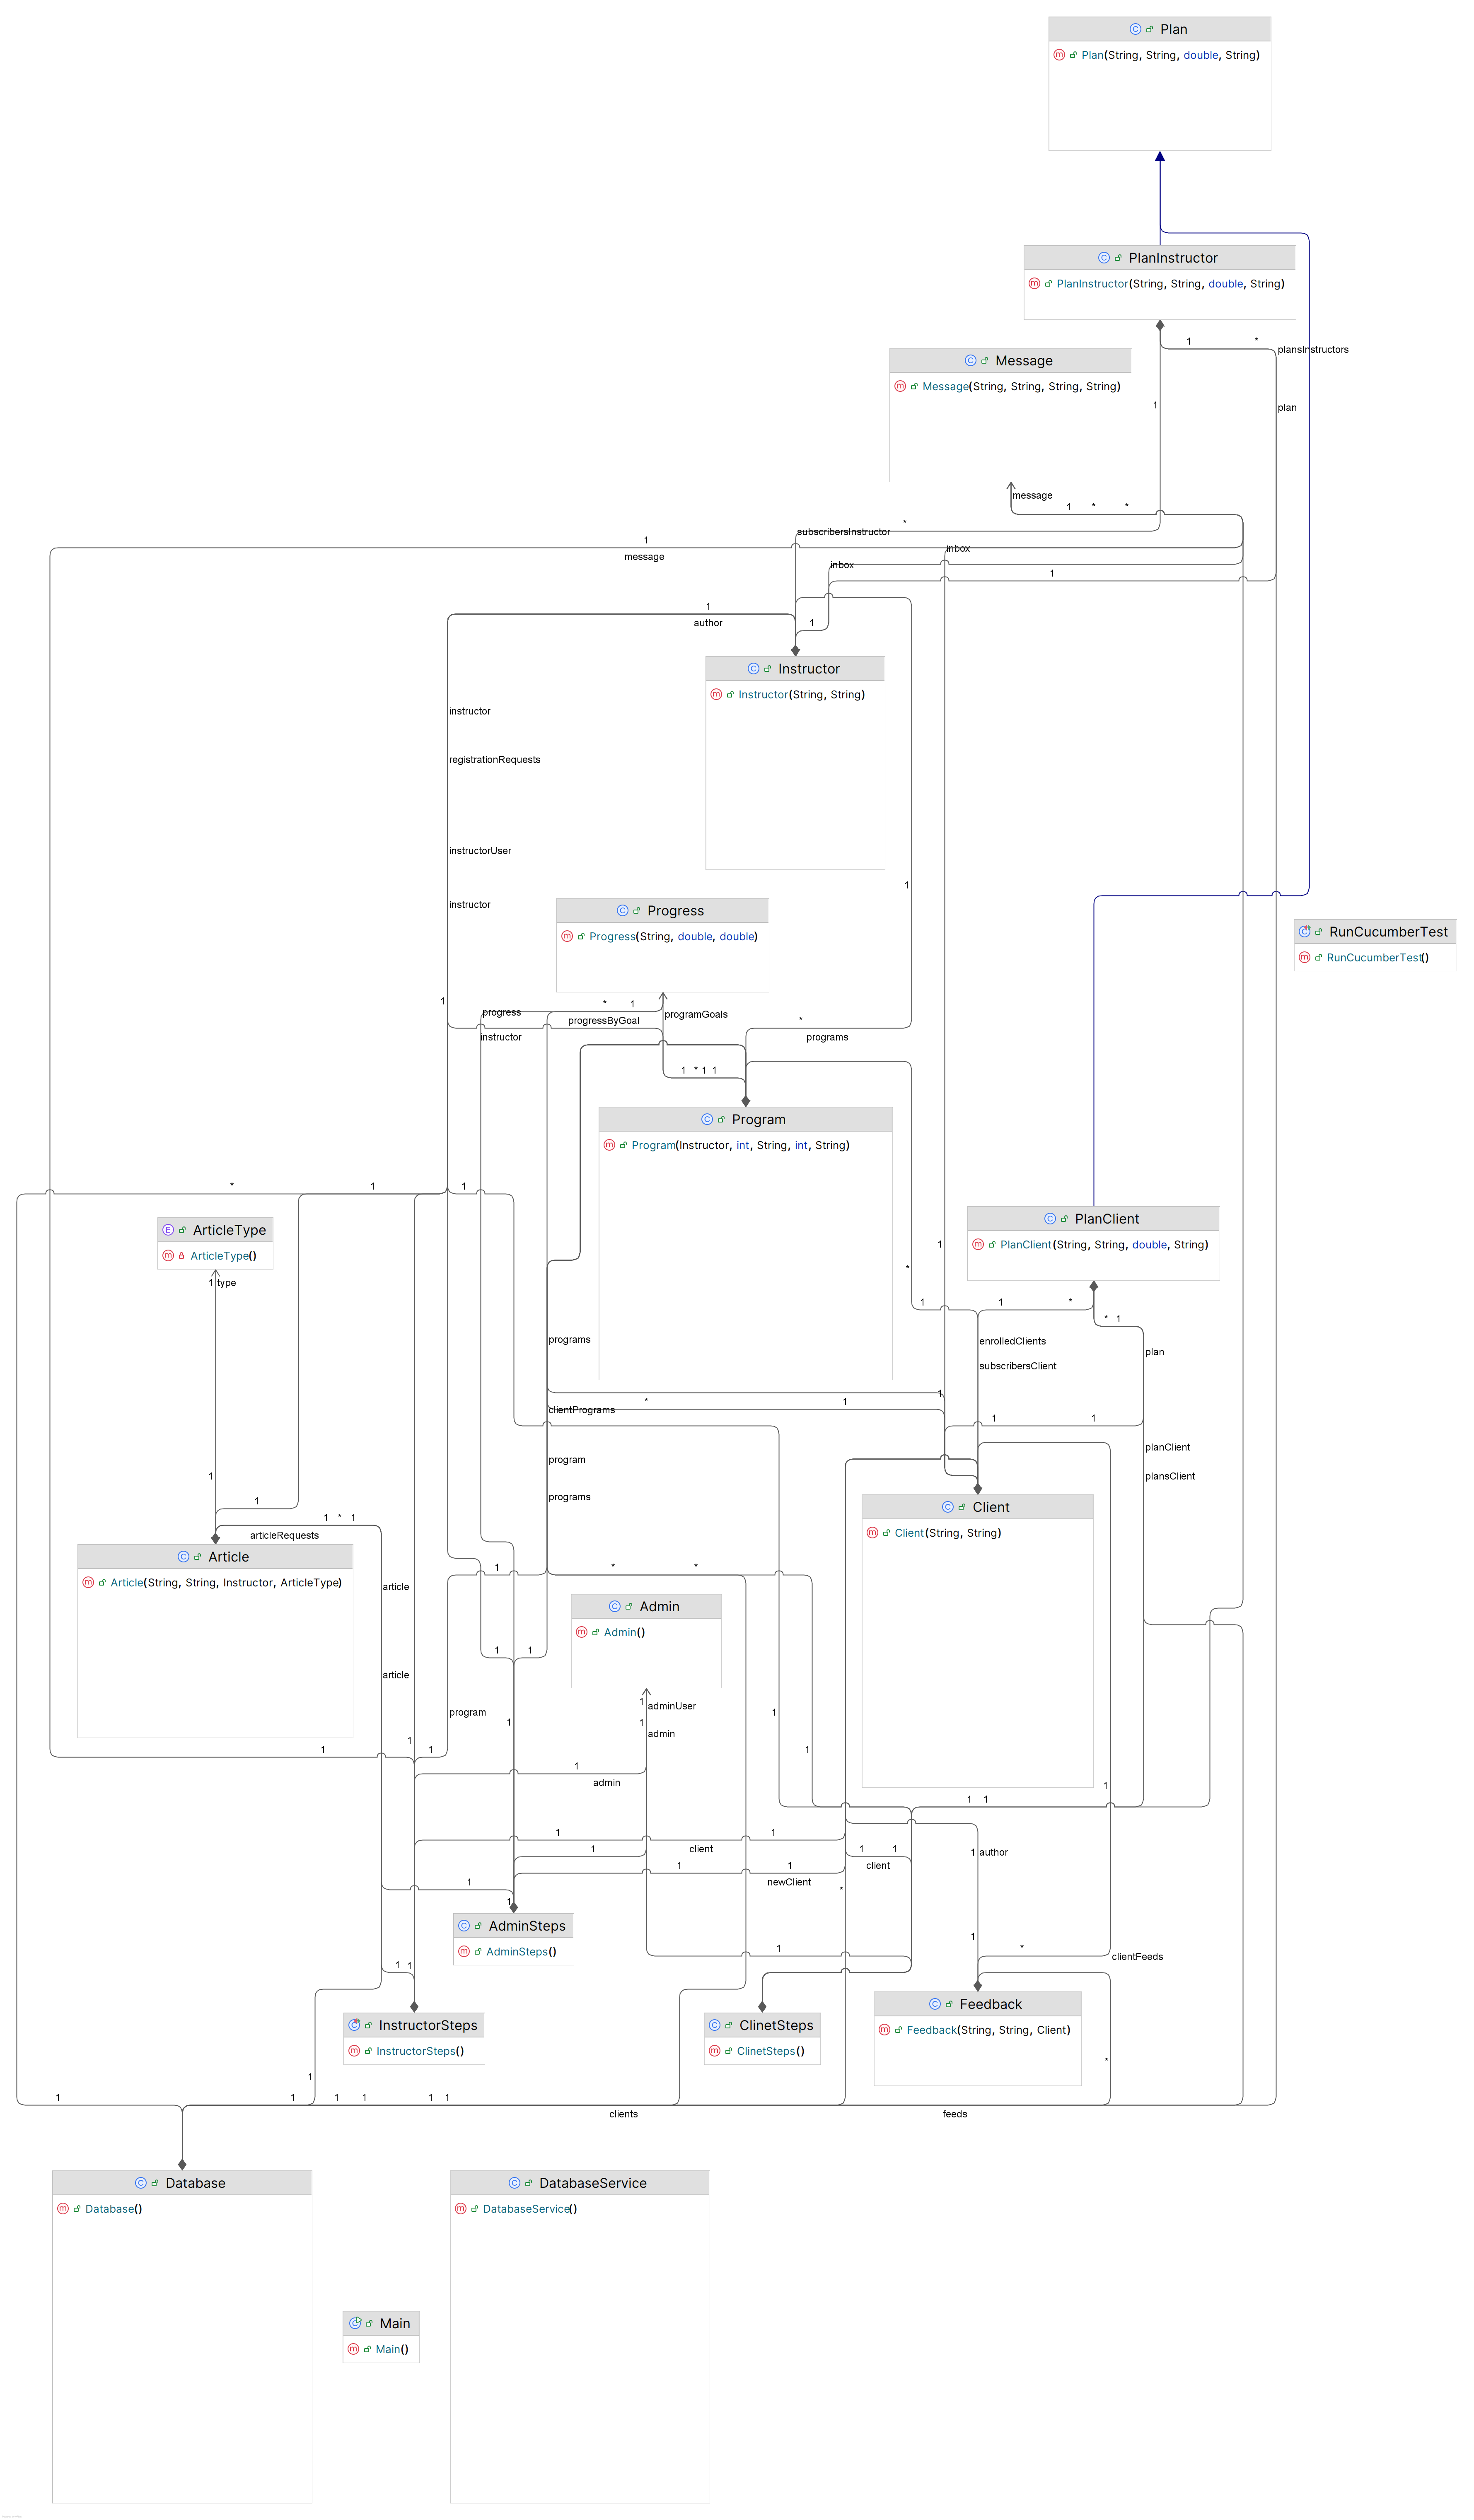 Plan
Plan(String, String, double, String)
PlanInstructor
PlanInstructor(String, String, double, String)
1
*
plansInstructors
Message
Message(String, String, String, String)
1
plan
message
1
*
*
*
subscribersInstructor
1
message
inbox
inbox
1
1
author
1
Instructor
Instructor(String, String)
instructor
registrationRequests
instructorUser
instructor
1
Progress
Progress(String, double, double)
RunCucumberTest
RunCucumberTest()
1
progress
*
1
programGoals
progressByGoal
instructor
*
programs
1
*
1
1
Program
Program(Instructor, int, String, int, String)
*
1
1
ArticleType
ArticleType()
1
type
PlanClient
PlanClient(String, String, double, String)
1
*
1
1
*
*
1
programs
enrolledClients
plan
subscribersClient
1
*
1
clientPrograms
1
1
planClient
program
1
plansClient
programs
1
1
*
1
articleRequests
Client
Client(String, String)
Article
Article(String, String, Instructor, ArticleType)
1
*
*
article
Admin
Admin()
1
1
article
1
adminUser
program
1
1
1
admin
1
1
1
1
1
admin
1
1
1
1
1
1
client
1
1
1
client
1
author
1
1
newClient
*
1
1
AdminSteps
AdminSteps()
1
1
*
clientFeeds
1
1
InstructorSteps
InstructorSteps()
ClinetSteps
ClinetSteps()
Feedback
Feedback(String, String, Client)
*
1
1
1
1
1
1
1
clients
feeds
Database
Database()
DatabaseService
DatabaseService()
Main
Main()